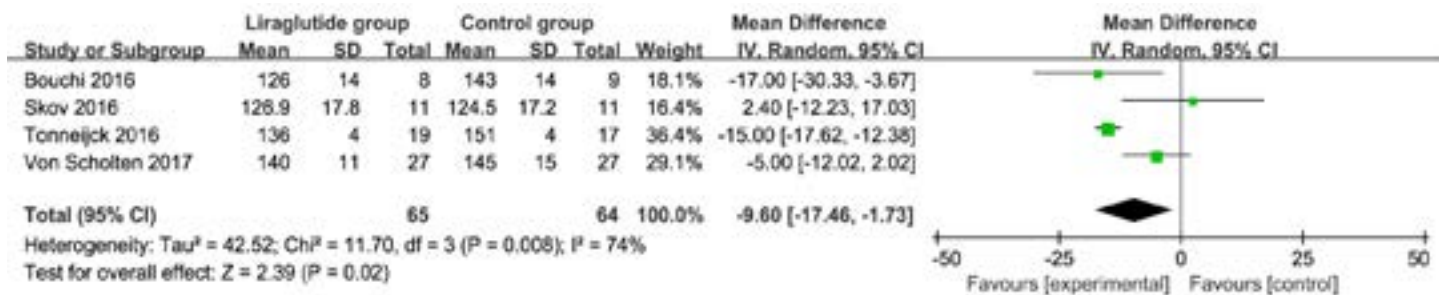 Liraglutide group Control group Mean Difference Mean Difference
Study or Subgroup Mean SD Total Mean SD Total Weight IV, Random, 95% CI IV, Random, 95% CI
Bouchi 2016 126 14 8 143 14 9 18.1% -17.00 [-30.33, -3.67]
Skov 2016 126.9 17.8 11 124.5 17.2 11 16.4% 2.40 [-12.23, 17.03]
Tonneijck 2016 136 4 19 151 4 17 36.4% -15.00 [-17.62, -12.38]
Von Scholten 2017 140 11 27 145 15 27 29.1% -5.00 [-12.02, 2.02]
Total (95% CI) 65 64 100.0% -9.60 [-17.46, -1.73]
Heterogeneity: Tau² = 42.52; Chi² = 11.70, df = 3 (P = 0.008); I² = 74%
Test for overall effect: Z = 2.39 (P = 0.02)
-50 -25 0 25 50
Favours [experimental] Favours [control]